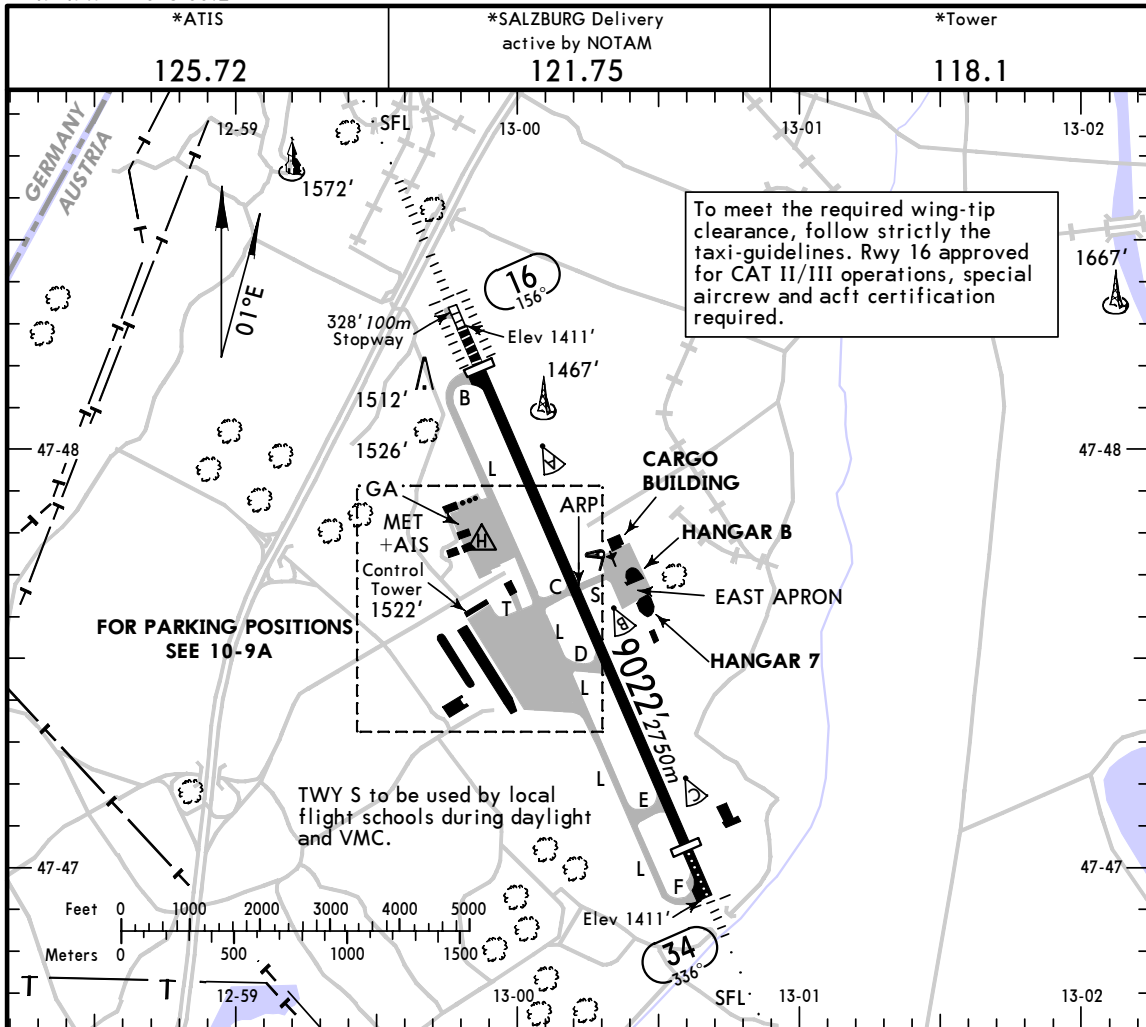 *ATIS
125.72
*SALZBURG Delivery
active by NOTAM
121.75
*Tower
118.1
12-59
SFL
13-00
13-01
13-02
GERMANY
AUSTRIA
1572'
01°E
To meet the required wing-tip
clearance, follow strictly the
taxi-guidelines. Rwy 16 approved
for CAT II/III operations, special
aircrew and acft certification
required.
1667'
16
156°
328' 100m
Stopway
Elev 1411'
1512'
1467'
B
1526'
47-48
47-48
L
A
CARGO
BUILDING
GA
ARP
MET
+AIS
H
HANGAR B
Control
Tower
1522'
C
S
EAST APRON
T
B
FOR PARKING POSITIONS
SEE 10-9A
L
D
HANGAR 7
L
9022' 2750m
L
E
C
TWY S to be used by local
flight schools during daylight
and VMC.
47-47
47-47
L
F
Feet 0 1000 2000 3000 4000 5000
Meters 0 500 1000 1500
Elev 1411'
34
336°
12-59
13-00
SFL
13-01
13-02